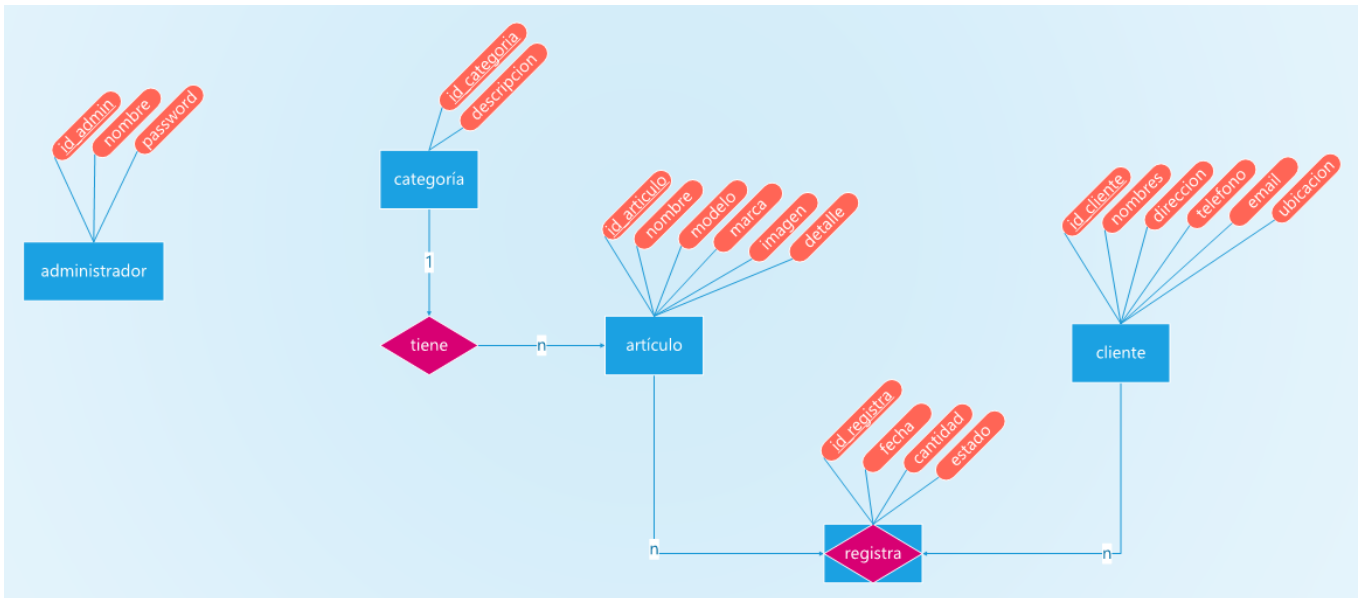 id_admin
nombre
password
administrador
id_categoria
descripcion
categoría
1
tiene
n
id_articulo
nombre
modelo
marca
imagen
detalle
artículo
n
id_registra
fecha
cantidad
estado
registra
n
id_cliente
nombres
direccion
telefono
email
ubicacion
cliente